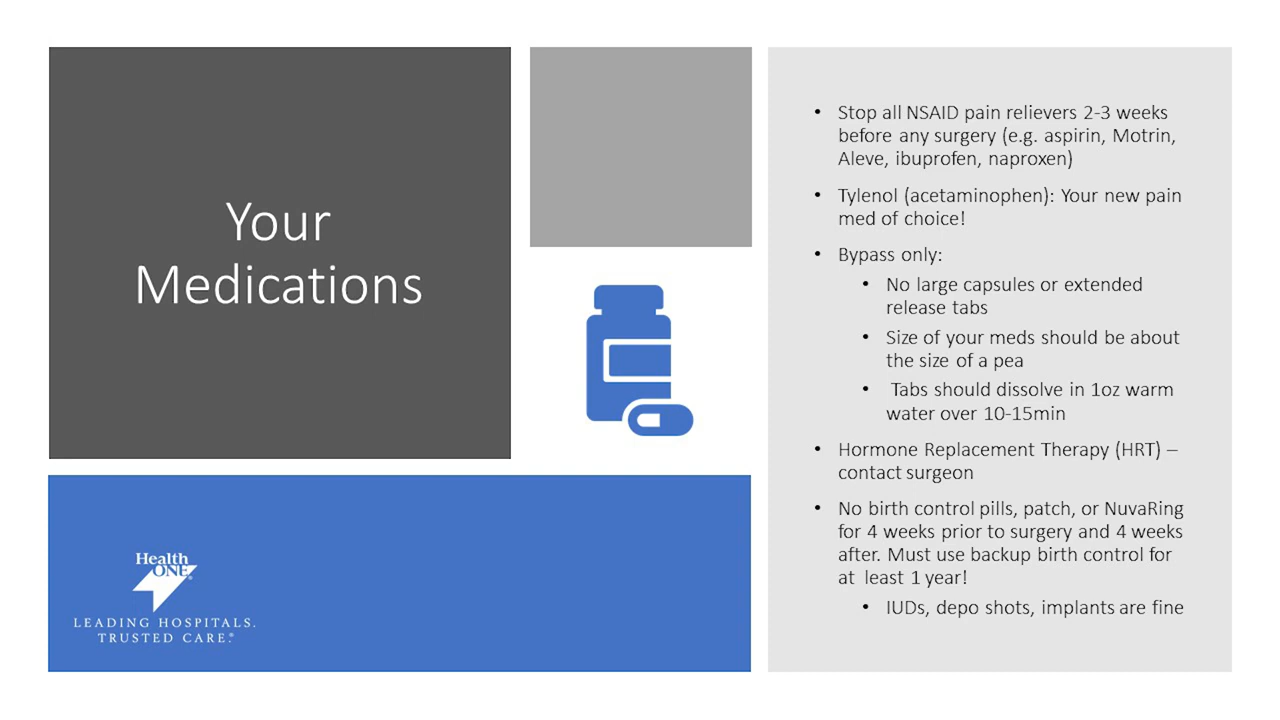 Your
Medications
Health
ONE®
LEADING HOSPITALS.
TRUSTED CARE.®
• Stop all NSAID pain relievers 2-3 weeks
before any surgery (e.g. aspirin, Motrin,
Aleve, ibuprofen, naproxen)
• Tylenol (acetaminophen): Your new pain
med of choice!
• Bypass only:
• No large capsules or extended
release tabs
• Size of your meds should be about
the size of a pea
• Tabs should dissolve in 1oz warm
water over 10-15min
• Hormone Replacement Therapy (HRT) –
contact surgeon
• No birth control pills, patch, or NuvaRing
for 4 weeks prior to surgery and 4 weeks
after. Must use backup birth control for
at least 1 year!
• IUDs, depo shots, implants are fine